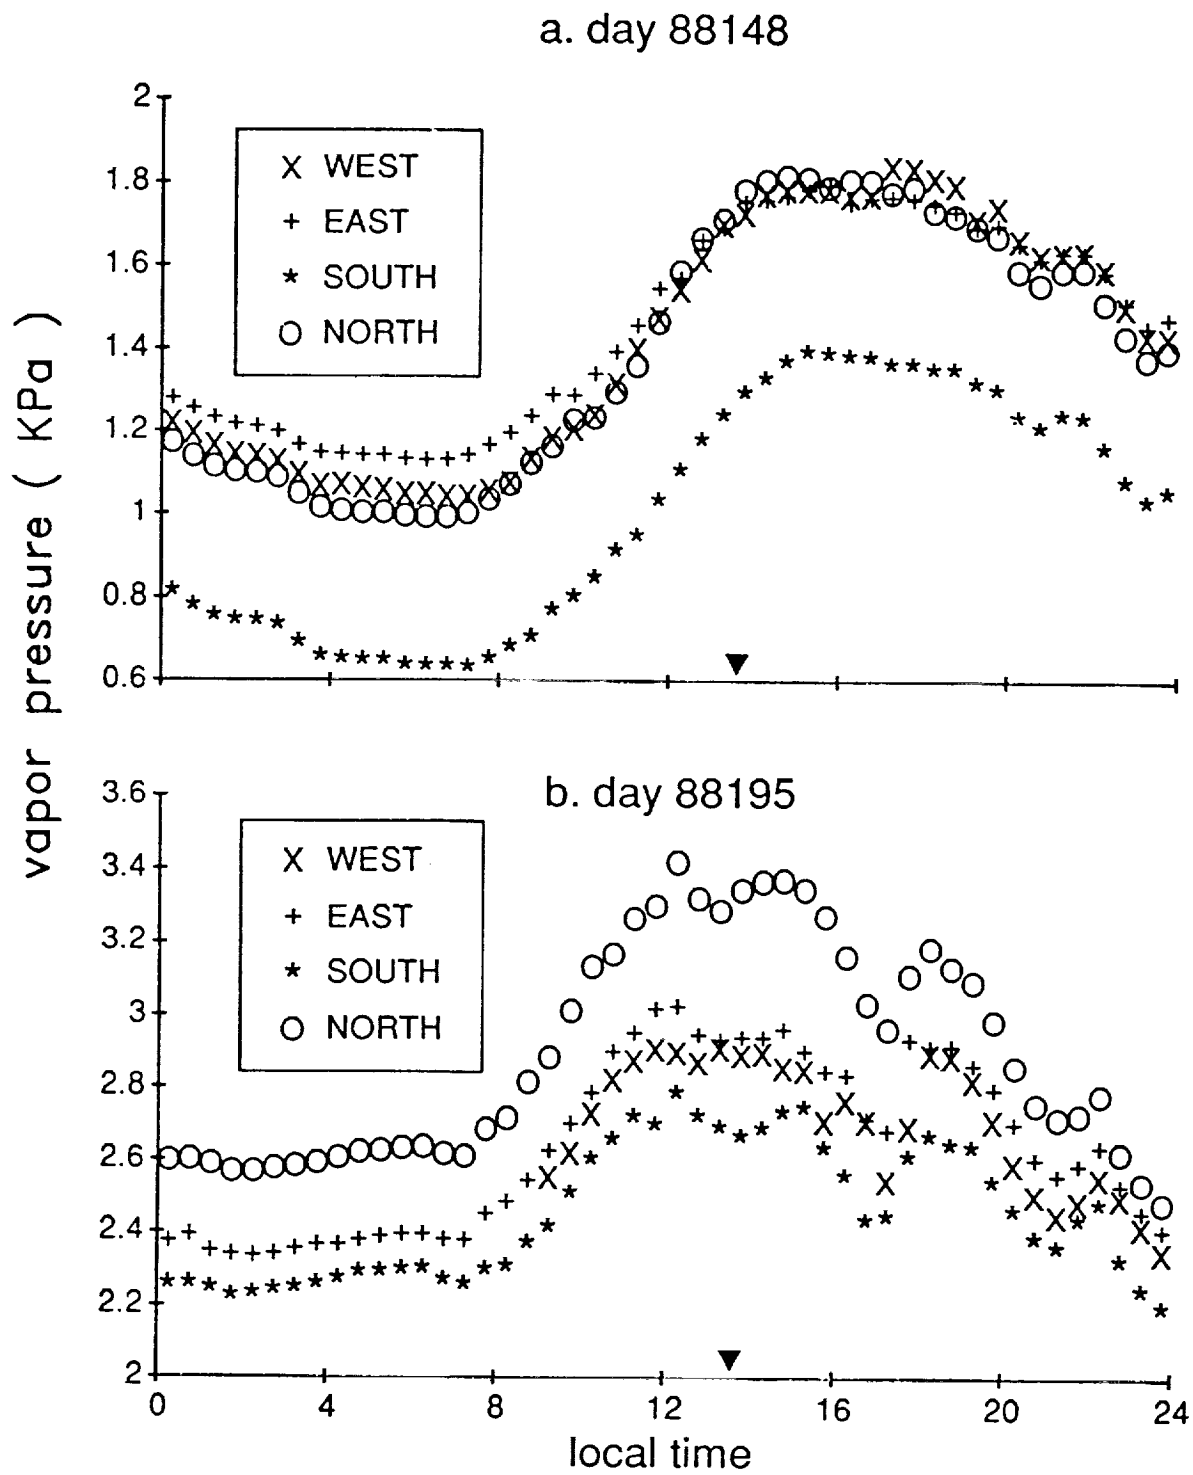 a. day 88148
vapor pressure ( KPa )
2
1.8
1.6
1.4
1.2
1
0.8
0.6
X WEST
+ EAST
* SOUTH
O NORTH
b. day 88195
3.6
3.4
3.2
3
2.8
2.6
2.4
2.2
2
X WEST
+ EAST
* SOUTH
O NORTH
0 4 8 12 16 20 24
local time